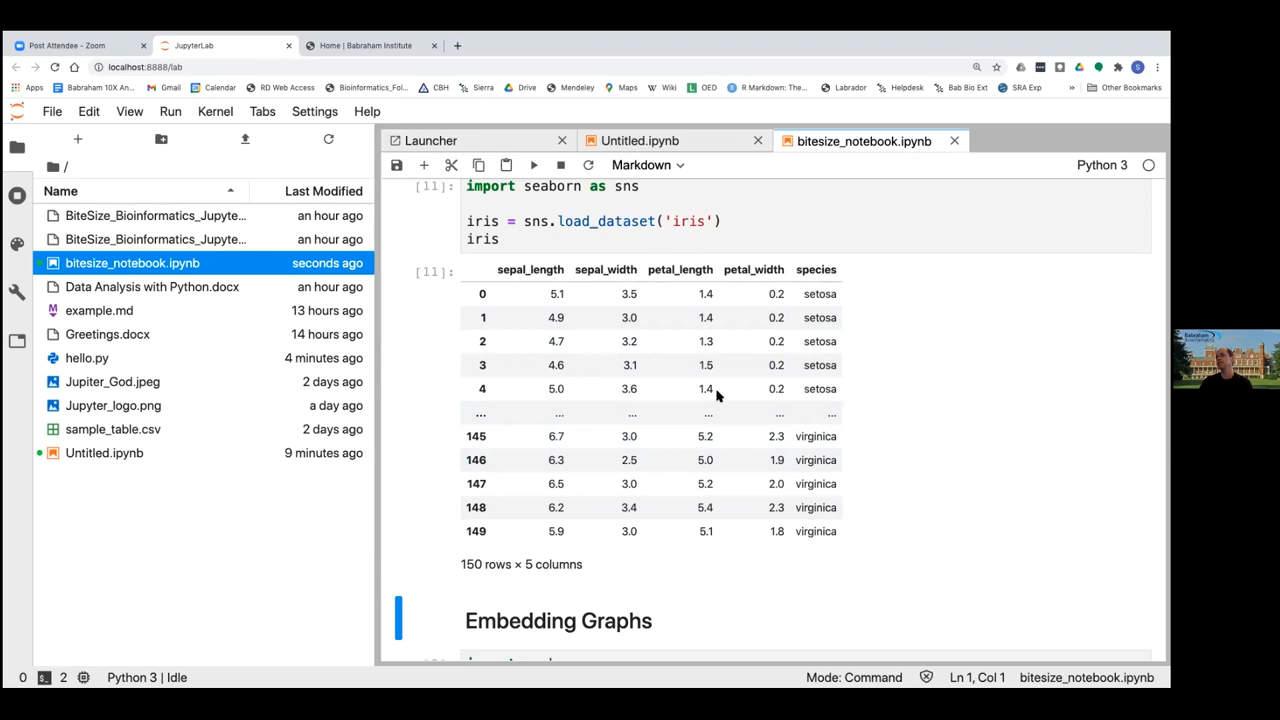 Post Attendee - Zoom
JupyterLab
Home | Babraham Institute
localhost:8888/lab
Apps Babraham 10X An... Gmail Calendar RD Web Access Bioinformatics_Fol... CBH Sierra Drive Mendeley Maps Wiki OED R Markdown: The... Labrador Helpdesk Bab Bio Ext SRA Exp » Other Bookmarks
File Edit View Run Kernel Tabs Settings Help
Launcher Untitled.ipynb bitesize_notebook.ipynb
/
Markdown Python 3
Name Last Modified
BiteSize_Bioinformatics_Jupyte... an hour ago
BiteSize_Bioinformatics_Jupyte... an hour ago
bitesize_notebook.ipynb seconds ago
Data Analysis with Python.docx an hour ago
example.md 13 hours ago
Greetings.docx 14 hours ago
hello.py 4 minutes ago
Jupiter_God.jpeg 2 days ago
Jupyter_logo.png a day ago
sample_table.csv 2 days ago
Untitled.ipynb 9 minutes ago
[11]: import seaborn as sns
iris = sns.load_dataset('iris')
iris
[11]: sepal_length sepal_width petal_length petal_width species
0 5.1 3.5 1.4 0.2 setosa
1 4.9 3.0 1.4 0.2 setosa
2 4.7 3.2 1.3 0.2 setosa
3 4.6 3.1 1.5 0.2 setosa
4 5.0 3.6 1.4 0.2 setosa
... ... ... ... ... ...
145 6.7 3.0 5.2 2.3 virginica
146 6.3 2.5 5.0 1.9 virginica
147 6.5 3.0 5.2 2.0 virginica
148 6.2 3.4 5.4 2.3 virginica
149 5.9 3.0 5.1 1.8 virginica
150 rows × 5 columns
Embedding Graphs
Babraham
Bioinformatics
0 2 Python 3 | Idle Mode: Command Ln 1, Col 1 bitesize_notebook.ipynb